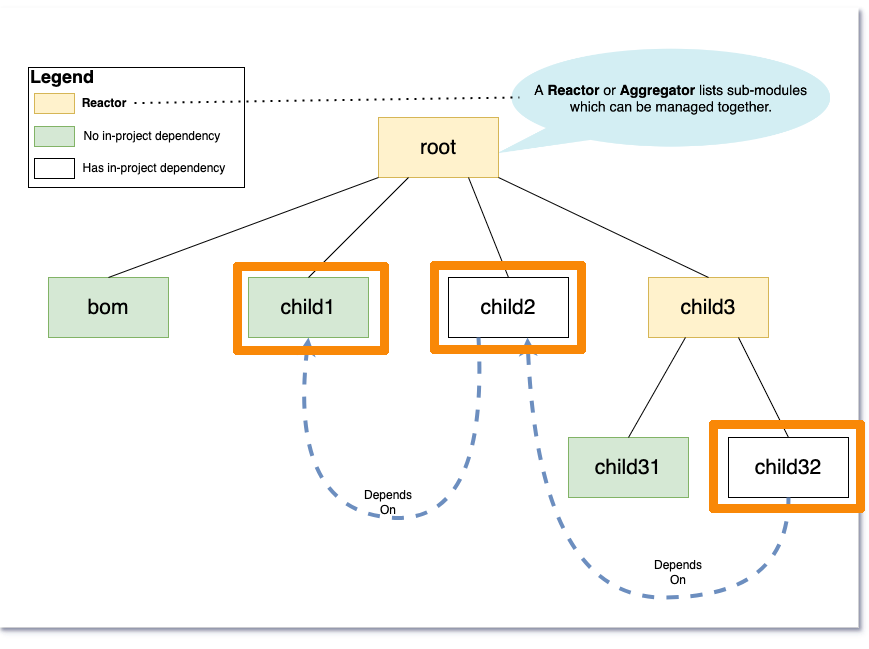 Legend
Reactor
No in-project dependency
Has in-project dependency
A Reactor or Aggregator lists sub-modules
which can be managed together.
root
bom
child1
child2
child3
child31
child32
Depends
On
Depends
On